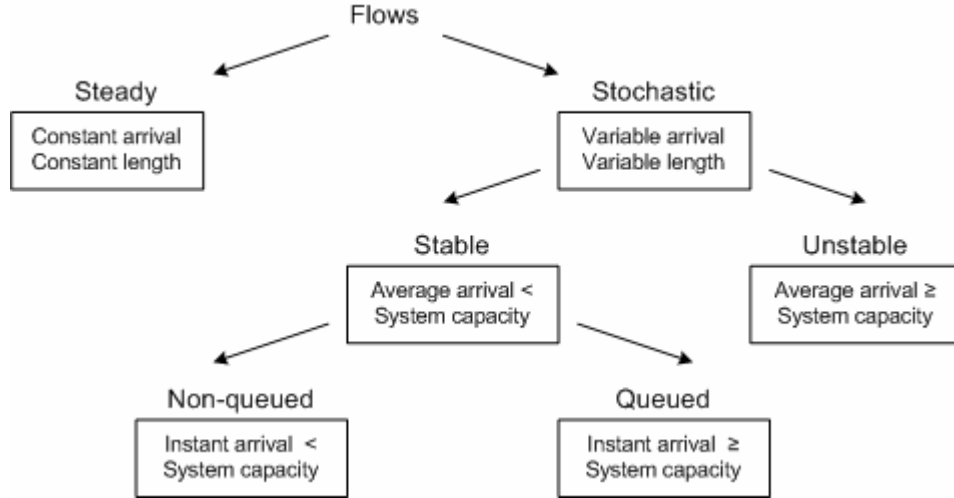 Flows
Steady
Stochastic
Constant arrival
Constant length
Variable arrival
Variable length
Stable
Unstable
Average arrival <
System capacity
Average arrival ≥
System capacity
Non-queued
Queued
Instant arrival <
System capacity
Instant arrival ≥
System capacity